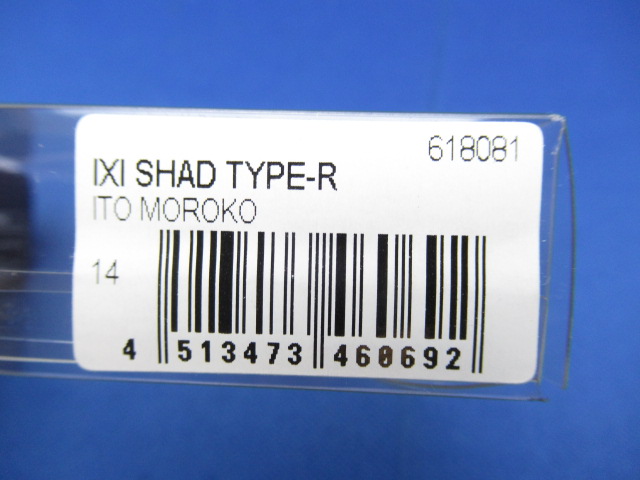 618081
IXI SHAD TYPE-R
ITO MOROKO
14
4 513473 460692